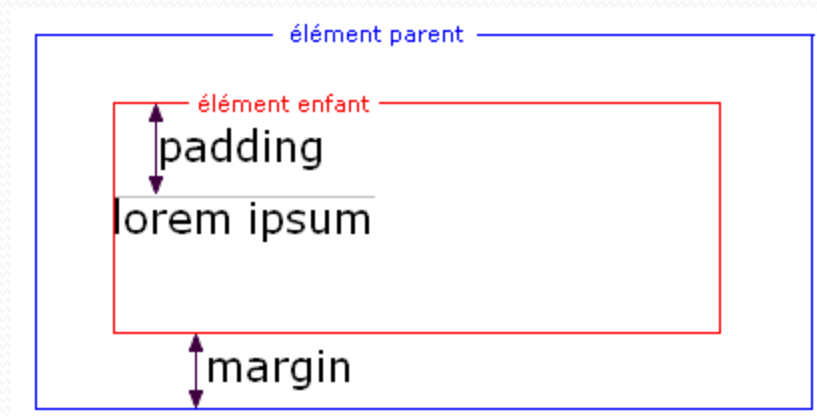 élément parent
élément enfant
padding
lorem ipsum
margin